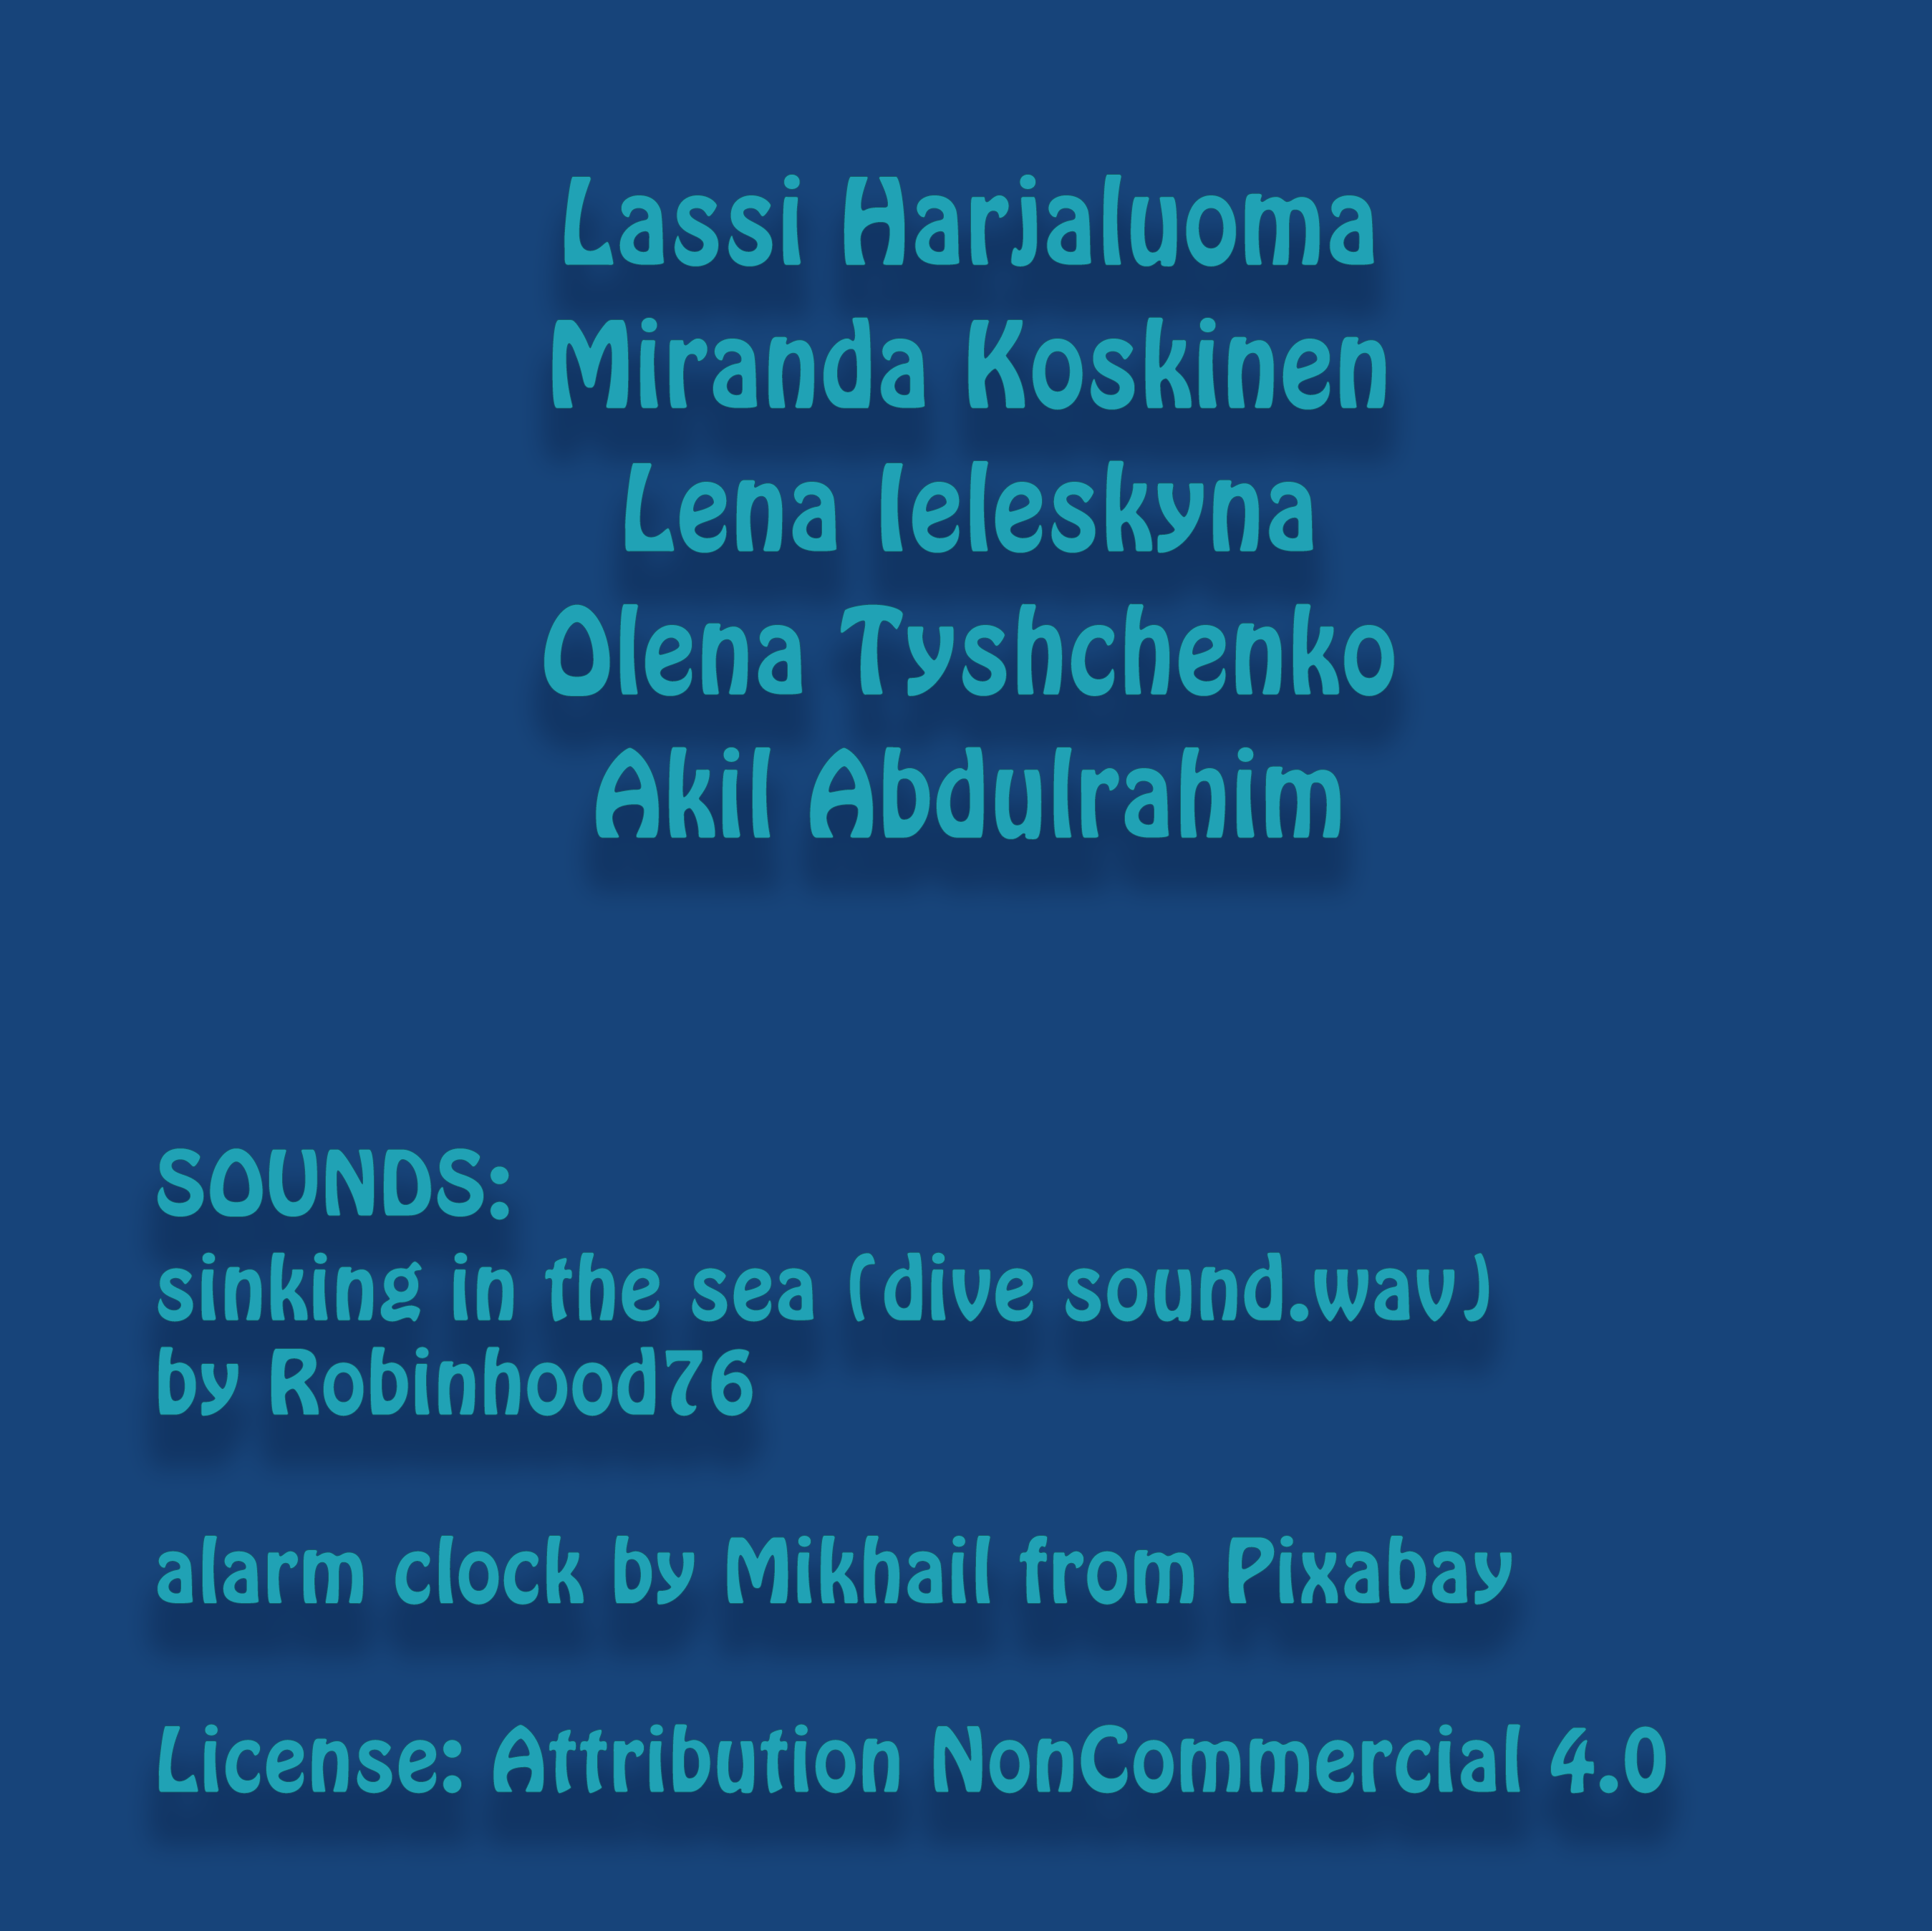 Lassi Harjaluoma
Miranda Koskinen
Lena leleskyna
Olena Tyshchenko
Akil Abdulrahim
SOUNDS:
sinking in the sea (dive sound.wav)
by Robinhood76
alarm clock by Mikhail from Pixabay
License: Attribution NonCommercial 4.0